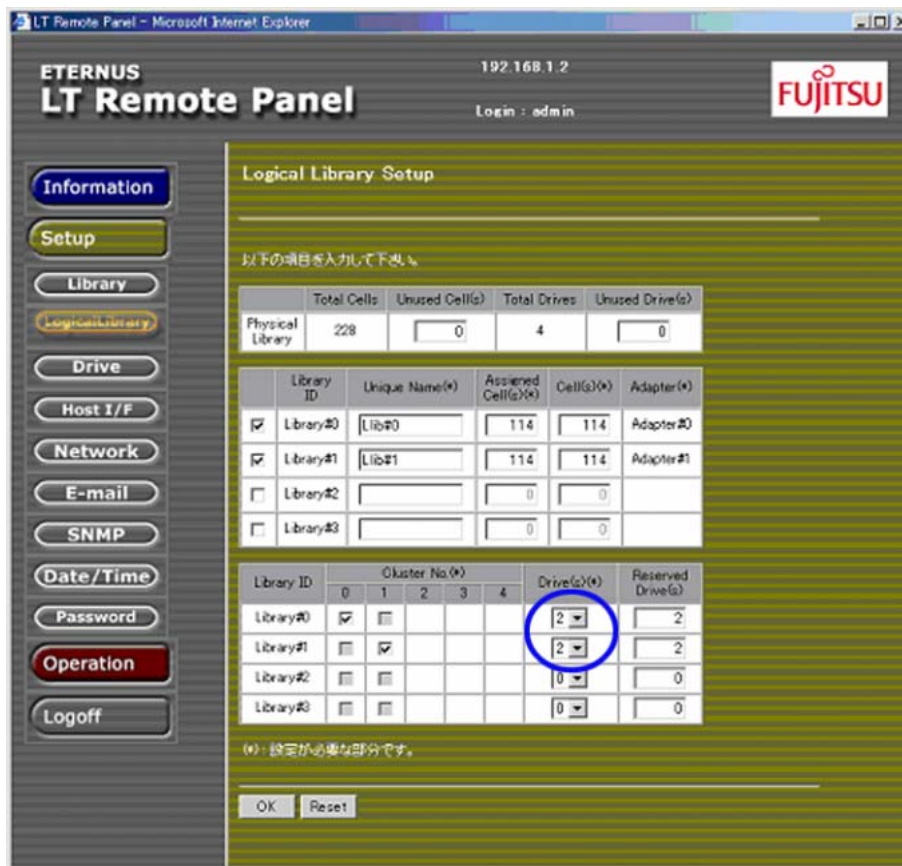 LT Remote Panel - Microsoft Internet Explorer
ETERNUS
LT Remote Panel
192.168.1.2
Login : admin
FUJITSU
Information
Setup
Library
LogicalLibrary
Drive
Host I/F
Network
E-mail
SNMP
Date/Time
Password
Operation
Logoff
Logical Library Setup
以下の項目を入力して下さい。
Total Cells Unused Cell(s) Total Drives Unused Drive(s)
Physical Library 228 0 4 0
Library ID Unique Name(*) Assigned Cell(s)(*) Cell(s)(*) Adapter(*)
Library#0 Llib#0 114 114 Adapter#0
Library#1 Llib#1 114 114 Adapter#1
Library#2 0 0
Library#3 0 0
Library ID Cluster No.(*) Drive(s)(*) Reserved Drive(s)
0 1 2 3 4
Library#0 2 2
Library#1 2 2
Library#2 0 0
Library#3 0 0
(*): 設定が必要な部分です。
OK Reset